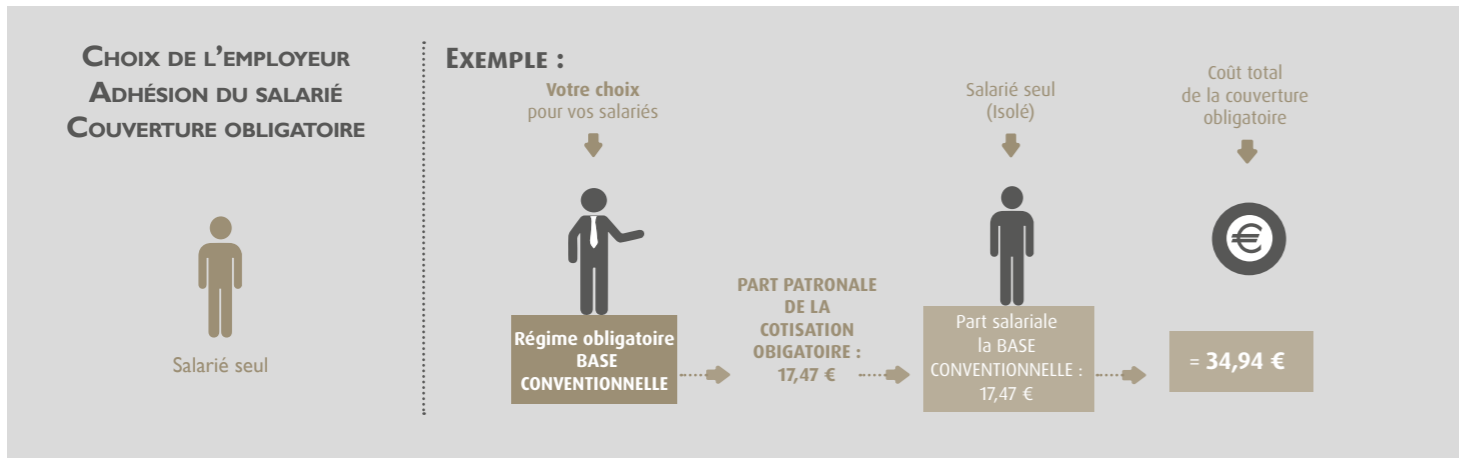 CHOIX DE L'EMPLOYEUR
ADHÉSION DU SALARIÉ
COUVERTURE OBLIGATOIRE
Salarié seul
EXEMPLE :
Votre choix
pour vos salariés
Régime obligatoire
BASE
CONVENTIONNELLE
PART PATRONALE
DE LA
COTISATION
OBIGATOIRE :
17,47 €
Salarié seul
(Isolé)
Part salariale
la BASE
CONVENTIONNELLE :
17,47 €
Coût total
de la couverture
obligatoire
€
= 34,94 €